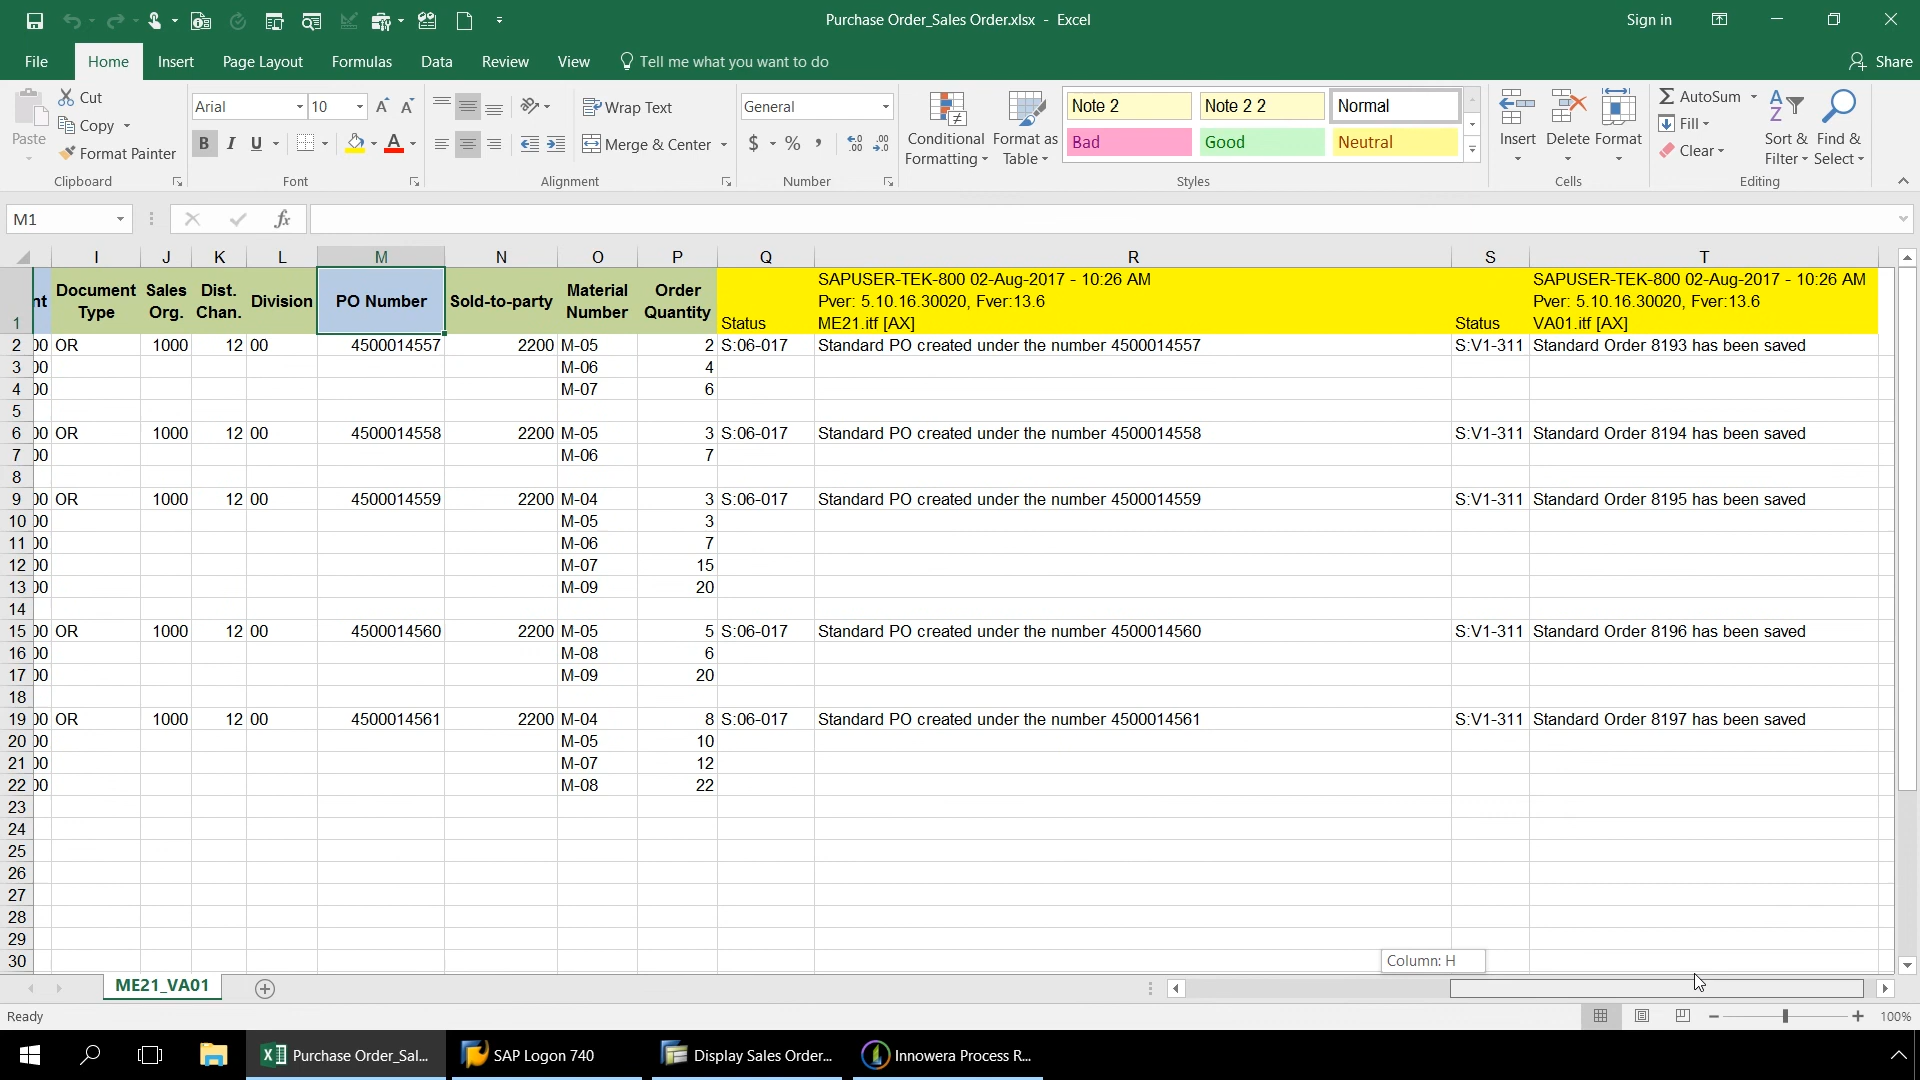 Purchase Order_Sales Order.xlsx - Excel
Sign in
File Home Insert Page Layout Formulas Data Review View Tell me what you want to do
Share
Paste
Cut
Copy
Format Painter
Clipboard
Arial 10
B I U A
Font
Wrap Text
Merge & Center
Alignment
General
$ % ,
Number
Conditional Formatting
Format as Table
Note 2 Note 2 2 Normal
Bad Good Neutral
Styles
Insert Delete Format
Cells
AutoSum
Fill
Clear
Sort & Filter
Find & Select
Editing
M1 fx
I J K L M N O P Q R S T
1 nt Document Type Sales Org. Dist. Chan. Division PO Number Sold-to-party Material Number Order Quantity Status
SAPUSER-TEK-800 02-Aug-2017 - 10:26 AM
Pver: 5.10.16.30020, Fver:13.6
ME21.itf [AX]
Status
SAPUSER-TEK-800 02-Aug-2017 - 10:26 AM
Pver: 5.10.16.30020, Fver:13.6
VA01.itf [AX]
2 00 OR 1000 12 00 4500014557 2200 M-05 2 S:06-017 Standard PO created under the number 4500014557 S:V1-311 Standard Order 8193 has been saved
3 00 M-06 4
4 00 M-07 6
5
6 00 OR 1000 12 00 4500014558 2200 M-05 3 S:06-017 Standard PO created under the number 4500014558 S:V1-311 Standard Order 8194 has been saved
7 00 M-06 7
8
9 00 OR 1000 12 00 4500014559 2200 M-04 3 S:06-017 Standard PO created under the number 4500014559 S:V1-311 Standard Order 8195 has been saved
10 00 M-05 3
11 00 M-06 7
12 00 M-07 15
13 00 M-09 20
14
15 00 OR 1000 12 00 4500014560 2200 M-05 5 S:06-017 Standard PO created under the number 4500014560 S:V1-311 Standard Order 8196 has been saved
16 00 M-08 6
17 00 M-09 20
18
19 00 OR 1000 12 00 4500014561 2200 M-04 8 S:06-017 Standard PO created under the number 4500014561 S:V1-311 Standard Order 8197 has been saved
20 00 M-05 10
21 00 M-07 12
22 00 M-08 22
23
24
25
26
27
28
29
30
Column: H
ME21_VA01
Ready
100%
Purchase Order_Sal...
SAP Logon 740
Display Sales Order...
Innowera Process R...